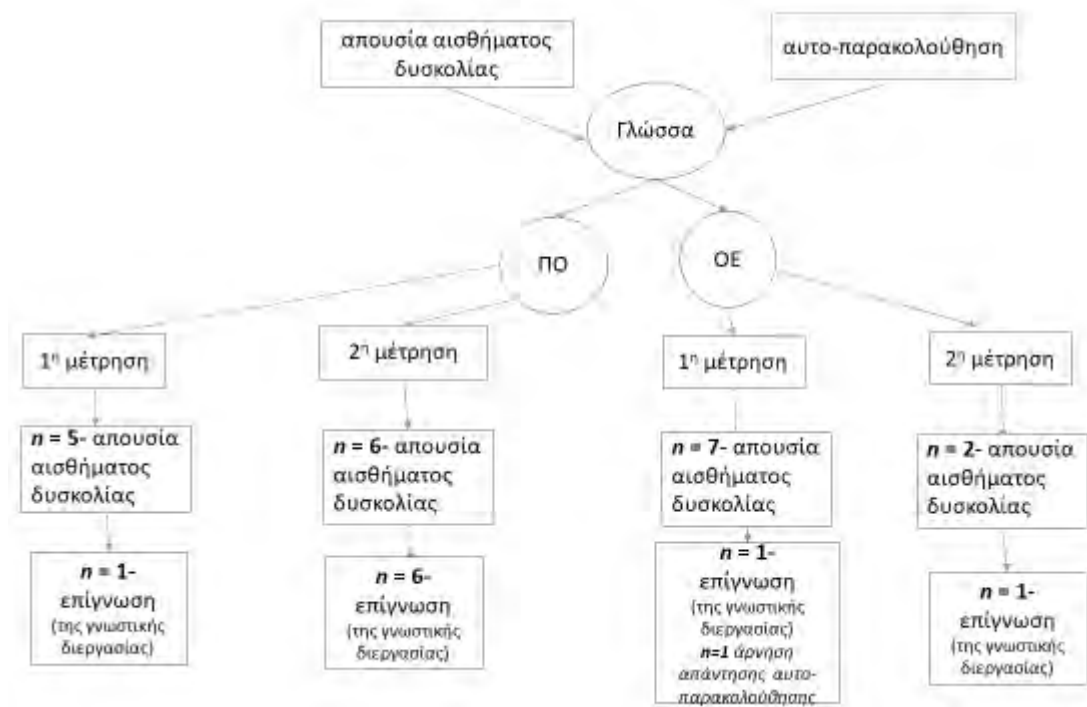 απουσία αισθήματος
δυσκολίας
αυτο-παρακολούθηση
Γλώσσα
ΠΟ
ΟΕ
1η μέτρηση
2η μέτρηση
1η μέτρηση
2η μέτρηση
n = 5- απουσία
αισθήματος
δυσκολίας
n = 6- απουσία
αισθήματος
δυσκολίας
n = 7- απουσία
αισθήματος
δυσκολίας
n = 2- απουσία
αισθήματος
δυσκολίας
n = 1-
επίγνωση
(της γνωστικής
διεργασίας)
n = 6-
επίγνωση
(της γνωστικής
διεργασίας)
n = 1-
επίγνωση
(της γνωστικής
διεργασίας)
n=1 άρνηση
απάντησης αυτο-
παρακολούθησης
n = 1-
επίγνωση
(της γνωστικής
διεργασίας)